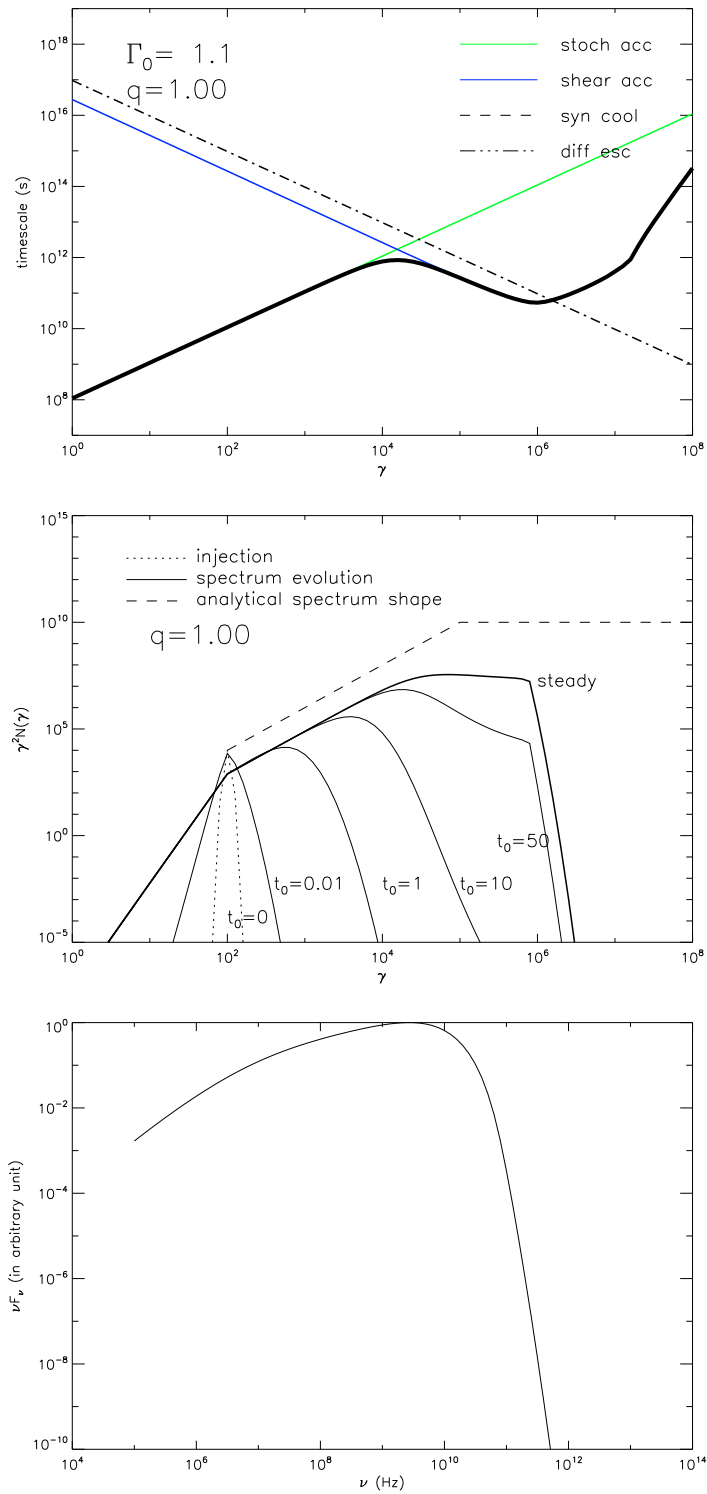 Γ₀= 1.1
q=1.00
stoch acc
shear acc
syn cool
diff esc
timescale (s)
10¹⁸
10¹⁶
10¹⁴
10¹²
10¹⁰
10⁸
10⁰ 10² 10⁴ 10⁶ 10⁸
γ
injection
spectrum evolution
analytical spectrum shape
q=1.00
steady
t₀=50
t₀=0.01
t₀=1
t₀=10
t₀=0
γ²N(γ)
10¹⁵
10¹⁰
10⁵
10⁰
10⁻⁵
10⁰ 10² 10⁴ 10⁶ 10⁸
γ
νFᵥ (in arbitrary unit)
10⁰
10⁻²
10⁻⁴
10⁻⁶
10⁻⁸
10⁻¹⁰
10⁴ 10⁶ 10⁸ 10¹⁰ 10¹² 10¹⁴
ν (Hz)